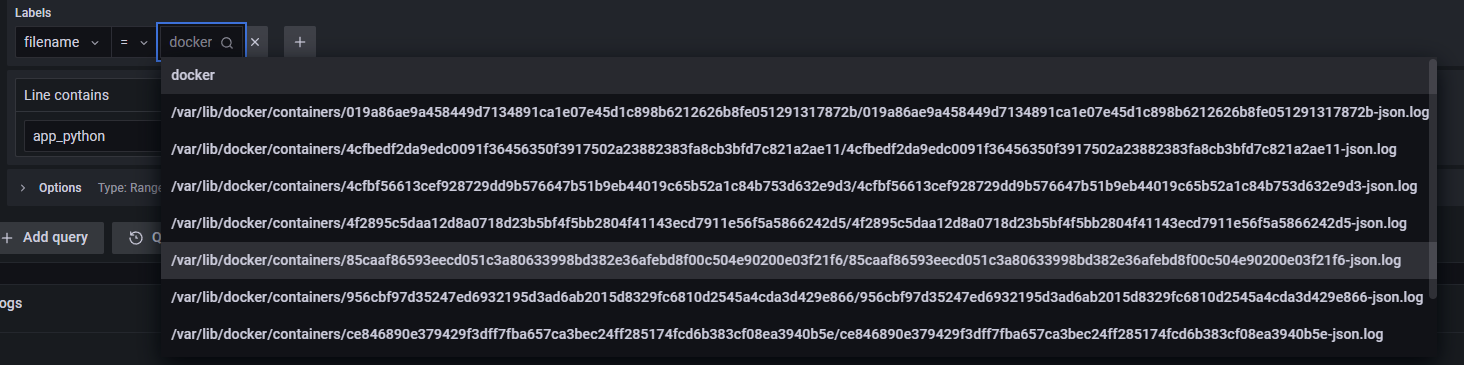 Labels
filename = docker
docker
Line contains
/var/lib/docker/containers/019a86ae9a458449d7134891ca1e07e45d1c898b6212626b8fe051291317872b/019a86ae9a458449d7134891ca1e07e45d1c898b6212626b8fe051291317872b-json.log
app_python
/var/lib/docker/containers/4cfbedf2da9edc0091f36456350f3917502a23882383fa8cb3bfd7c821a2ae11/4cfbedf2da9edc0091f36456350f3917502a23882383fa8cb3bfd7c821a2ae11-json.log
Options Type: Range
/var/lib/docker/containers/4cfbf56613cef928729dd9b576647b51b9eb44019c65b52a1c84b753d632e9d3/4cfbf56613cef928729dd9b576647b51b9eb44019c65b52a1c84b753d632e9d3-json.log
/var/lib/docker/containers/4f2895c5daa12d8a0718d23b5bf4f5bb2804f41143ecd7911e56f5a5866242d5/4f2895c5daa12d8a0718d23b5bf4f5bb2804f41143ecd7911e56f5a5866242d5-json.log
+ Add query
/var/lib/docker/containers/85caaf86593eecd051c3a80633998bd382e36afebd8f00c504e90200e03f21f6/85caaf86593eecd051c3a80633998bd382e36afebd8f00c504e90200e03f21f6-json.log
/var/lib/docker/containers/956cbf97d35247ed6932195d3ad6ab2015d8329fc6810d2545a4cda3d429e866/956cbf97d35247ed6932195d3ad6ab2015d8329fc6810d2545a4cda3d429e866-json.log
ogs
/var/lib/docker/containers/ce846890e379429f3dff7fba657ca3bec24ff285174fcd6b383cf08ea3940b5e/ce846890e379429f3dff7fba657ca3bec24ff285174fcd6b383cf08ea3940b5e-json.log